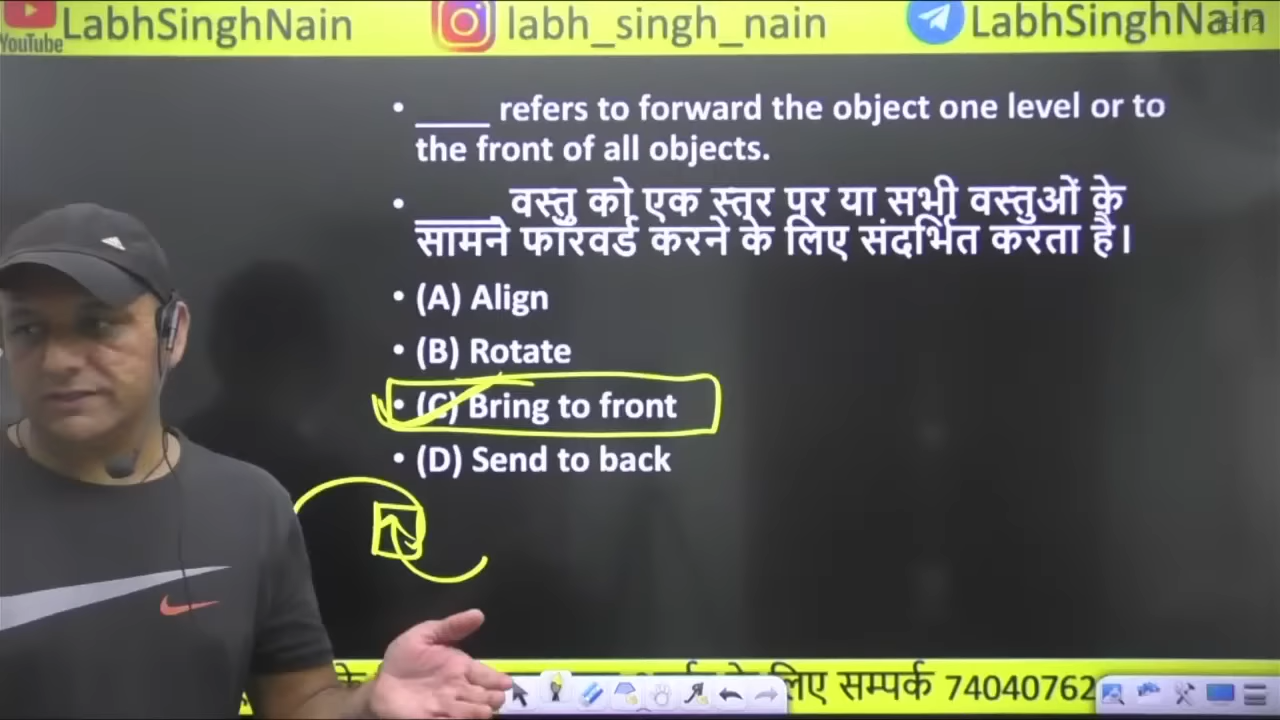 YouTube LabhSinghNain labh_singh_nain LabhSinghNain
• ____ refers to forward the object one level or to
the front of all objects.
• ____ वस्तु को एक स्तर पर या सभी वस्तुओं के
सामने फॉरवर्ड करने के लिए संदर्भित करता है।
• (A) Align
• (B) Rotate
• (C) Bring to front
• (D) Send to back
के लिए सम्पर्क 74040762